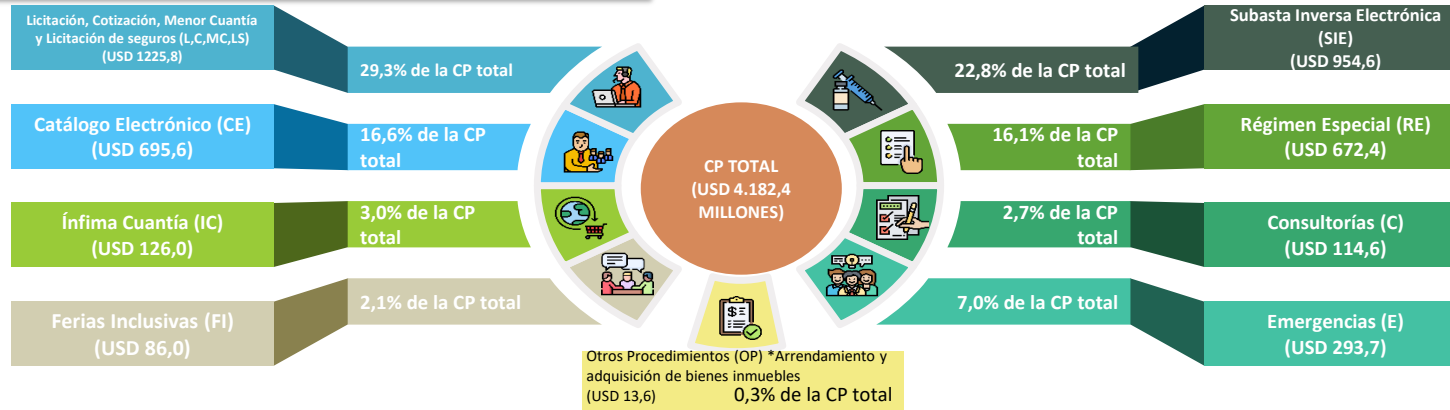 Licitación, Cotización, Menor Cuantía
y Licitación de seguros (L,C,MC,LS)
(USD 1225,8)
29,3% de la CP total
Catálogo Electrónico (CE)
(USD 695,6)
16,6% de la CP
total
Ínfima Cuantía (IC)
(USD 126,0)
3,0% de la CP
total
Ferias Inclusivas (FI)
(USD 86,0)
2,1% de la CP total
CP TOTAL
(USD 4.182,4
MILLONES)
Subasta Inversa Electrónica
(SIE)
(USD 954,6)
22,8% de la CP total
Régimen Especial (RE)
(USD 672,4)
16,1% de la CP
total
Consultorías (C)
(USD 114,6)
2,7% de la CP
total
Emergencias (E)
(USD 293,7)
7,0% de la CP total
Otros Procedimientos (OP) *Arrendamiento y
adquisición de bienes inmuebles
(USD 13,6) 0,3% de la CP total